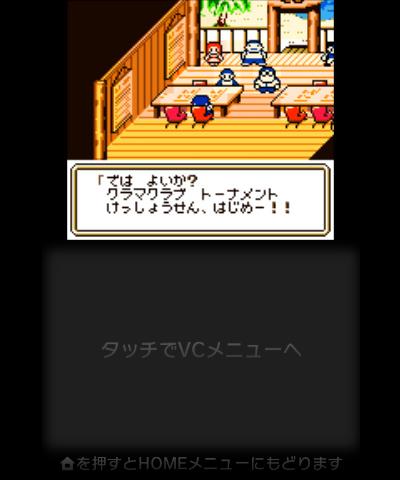 「では よいか?
クラマクラブ トーナメント
けっしょうせん、はじめー!!
タッチでVCメニューへ
を押すとHOMEメニューにもどります